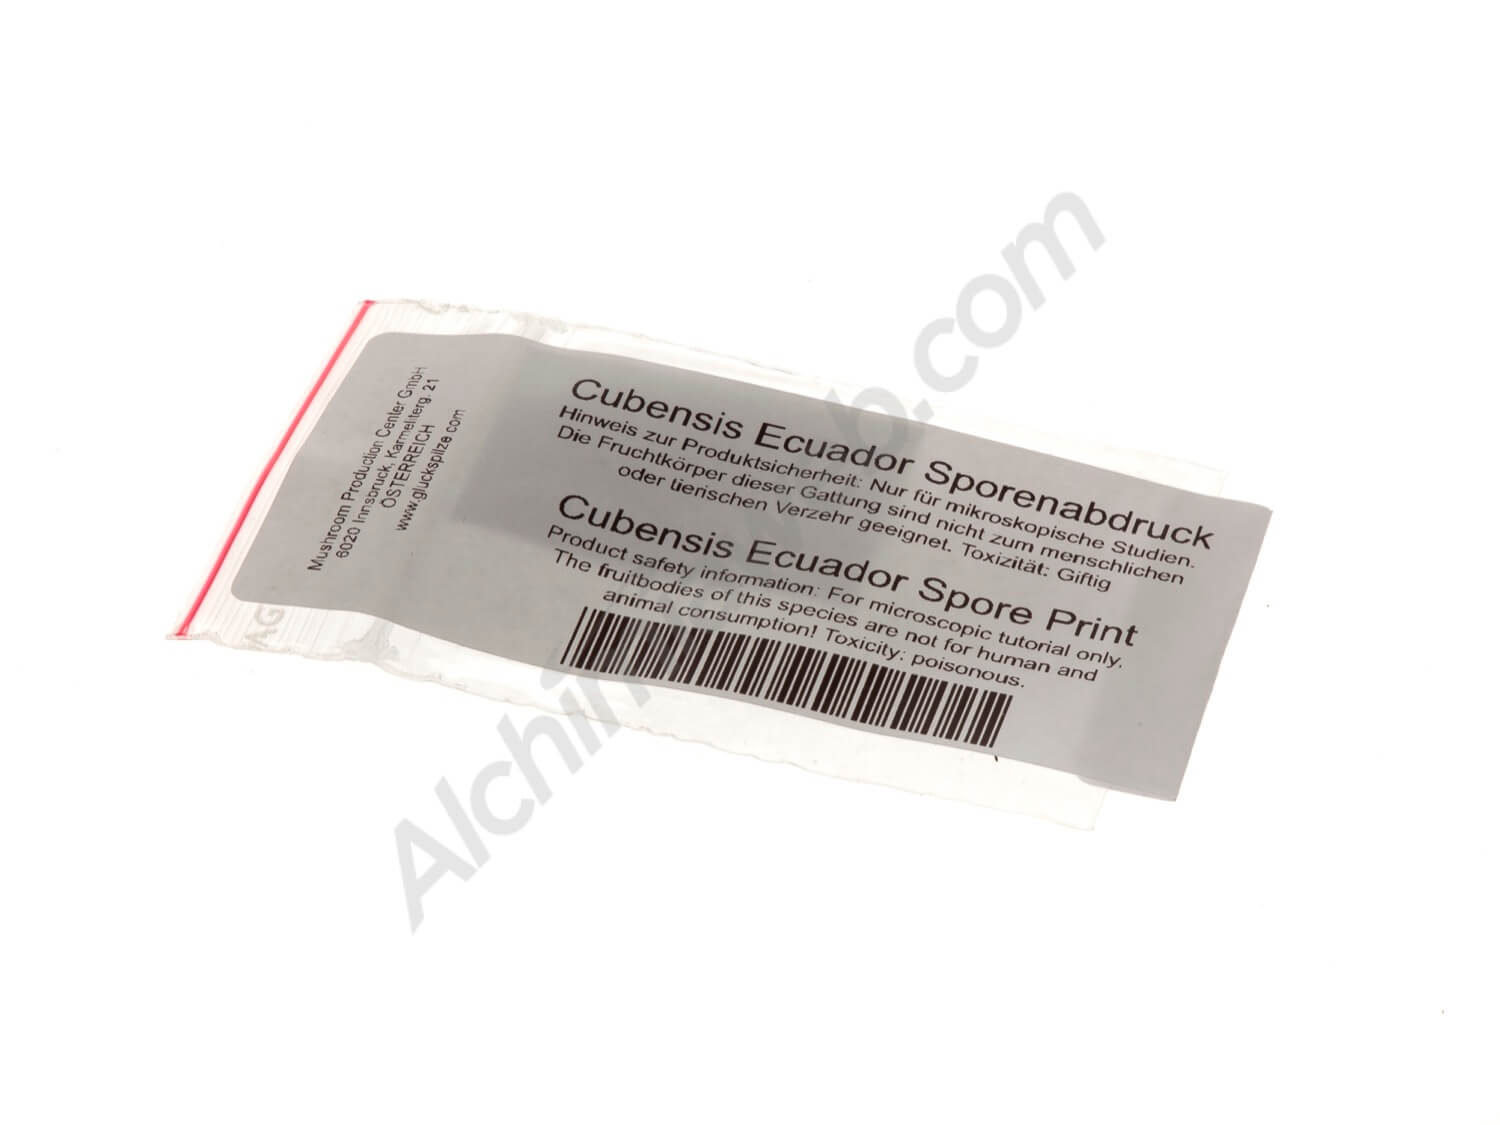 Mushroom Production Center GmbH
6020 Innsbruck, Karmeliterg. 21
ÖSTERREICH
www.gluckspilze.com
Cubensis Ecuador Sporenabdruck
Hinweis zur Produktsicherheit: Nur für mikroskopische Studien.
Die Fruchtkörper dieser Gattung sind nicht zum menschlichen
oder tierischen Verzehr geeignet. Toxizität: Giftig
Cubensis Ecuador Spore Print
Product safety information: For microscopic tutorial only.
The fruitbodies of this species are not for human and
animal consumption! Toxicity: poisonous.